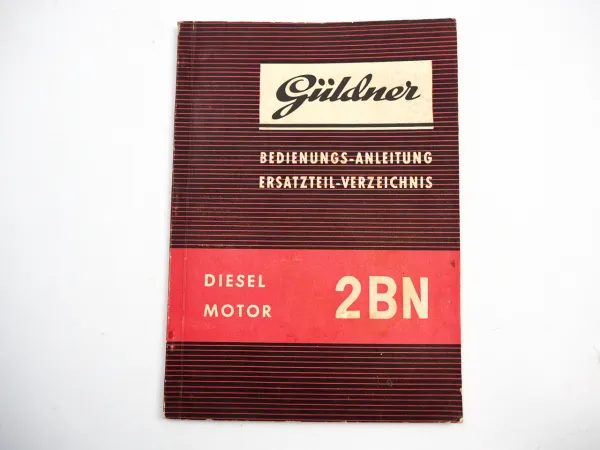 Güldner
BEDIENUNGS-ANLEITUNG
ERSATZTEIL-VERZEICHNIS
DIESEL
MOTOR
2BN